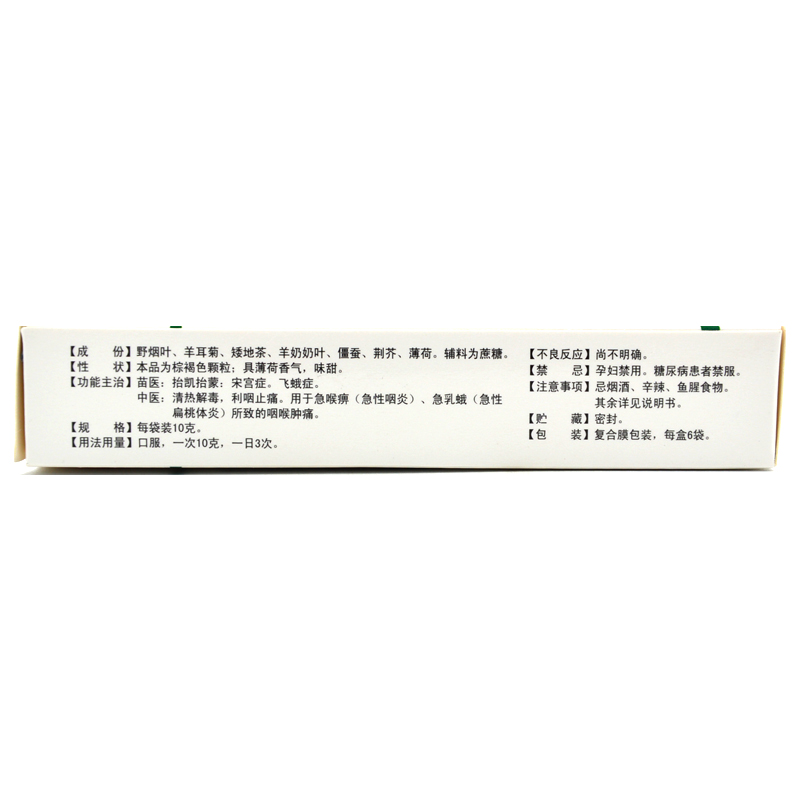 【成　份】野烟叶、羊耳菊、矮地茶、羊奶奶叶、僵蚕、荆芥、薄荷。辅料为蔗糖。
【性　状】本品为棕褐色颗粒；具薄荷香气，味甜。
【功能主治】苗医：抬凯抬蒙：宋宫症。飞蛾症。
中医：清热解毒，利咽止痛。用于急喉痹（急性咽炎）、急乳蛾（急性
扁桃体炎）所致的咽喉肿痛。
【规　格】每袋装10克。
【用法用量】口服，一次10克，一日3次。
【不良反应】尚不明确。
【禁　忌】孕妇禁用。糖尿病患者禁服。
【注意事项】忌烟酒、辛辣、鱼腥食物。
其余详见说明书。
【贮　藏】密封。
【包　装】复合膜包装，每盒6袋。